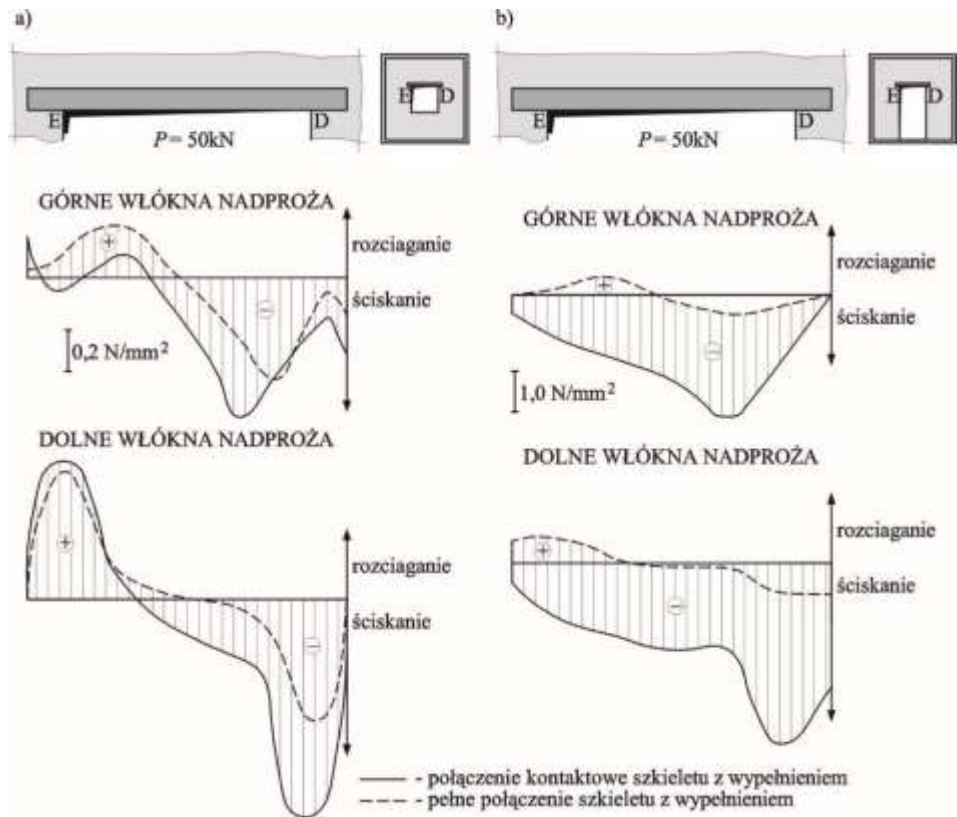 a)
E
D
P = 50kN
E D
GÓRNE WŁÓKNA NADPROŻA
rozciaganie
ściskanie
+
-
0,2 N/mm²
DOLNE WŁÓKNA NADPROŻA
rozciaganie
ściskanie
+
-
b)
E
D
P = 50kN
E D
GÓRNE WŁÓKNA NADPROŻA
rozciaganie
ściskanie
+
-
1,0 N/mm²
DOLNE WŁÓKNA NADPROŻA
rozciaganie
ściskanie
+
-
- połączenie kontaktowe szkieletu z wypełnieniem
- pełne połączenie szkieletu z wypełnieniem